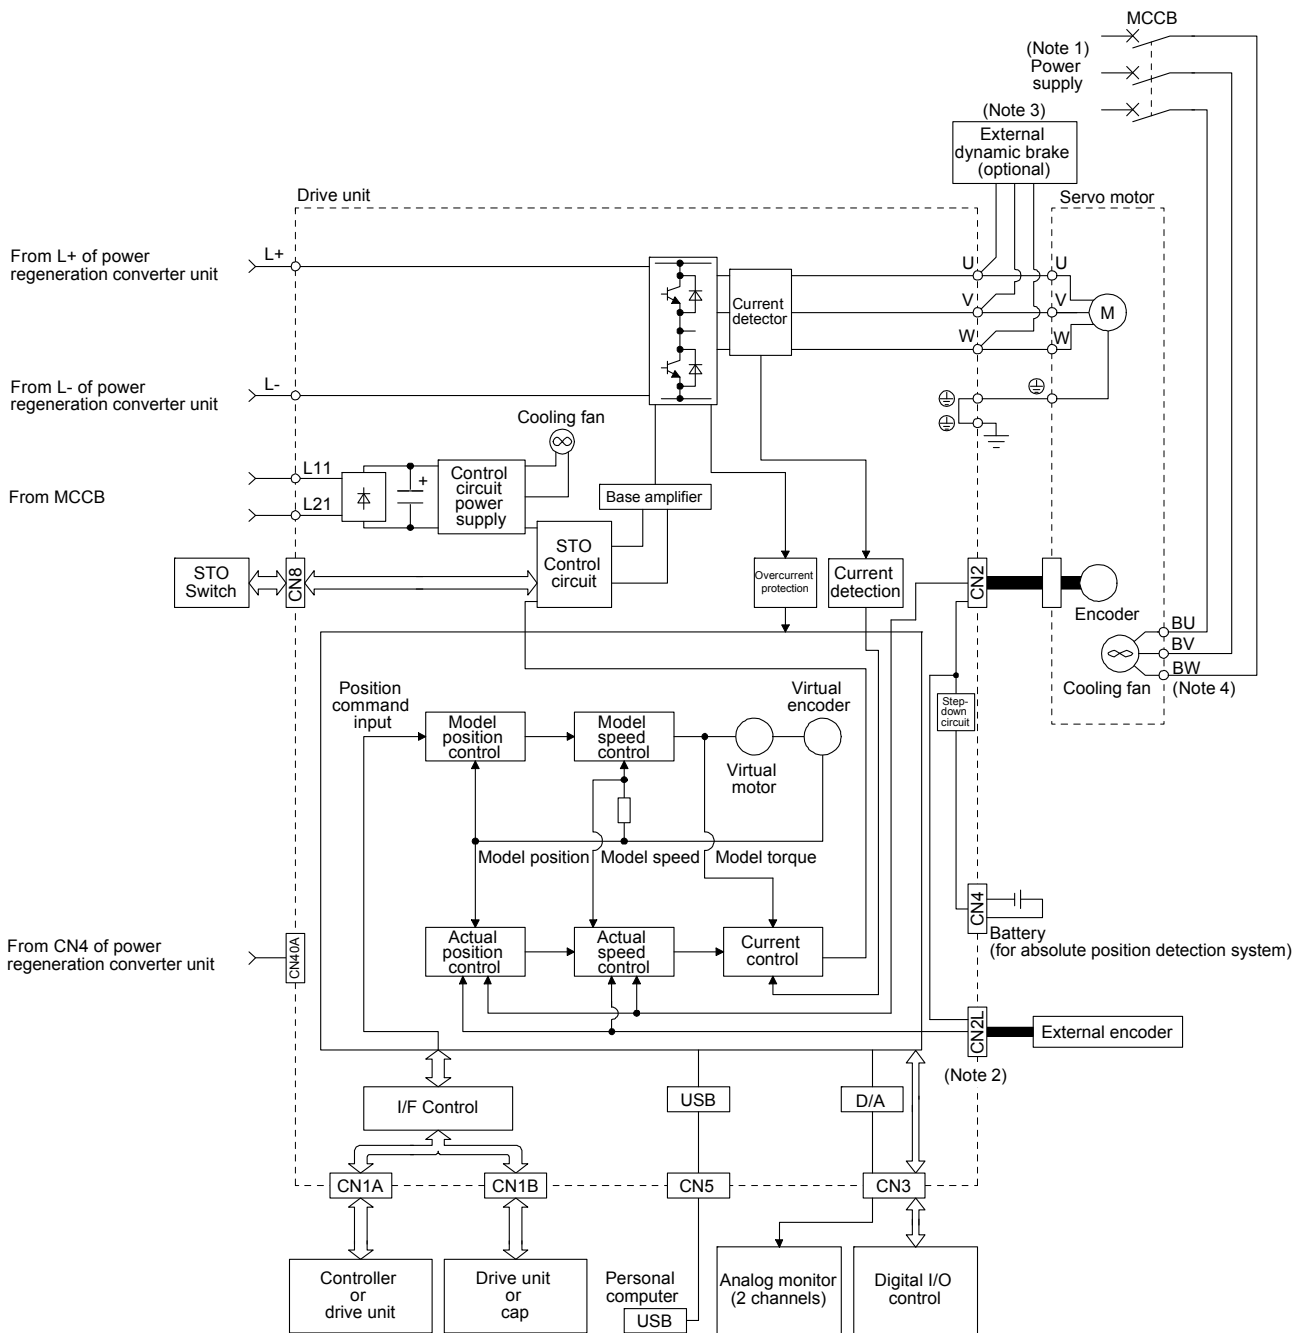 MCCB
(Note 1)
Power
supply
(Note 3)
External
dynamic brake
(optional)
Drive unit
Servo motor
From L+ of power
regeneration converter unit
L+
U
U
V
V
W
W
M
Current
detector
From L- of power
regeneration converter unit
L-
Cooling fan
From MCCB
L11
L21
+
Control
circuit
power
supply
Base amplifier
STO
Switch
CN8
STO
Control
circuit
Overcurrent
protection
Current
detection
CN2
Encoder
BU
BV
BW
Cooling fan
(Note 4)
Step-
down
circuit
Position
command
input
Model
position
control
Model
speed
control
Virtual
encoder
Virtual
motor
Model position
Model speed
Model torque
CN4
Battery
(for absolute position detection system)
From CN4 of power
regeneration converter unit
CN40A
Actual
position
control
Actual
speed
control
Current
control
CN2L
External encoder
(Note 2)
I/F Control
USB
D/A
CN1A
CN1B
CN5
CN3
Controller
or
drive unit
Drive unit
or
cap
Personal
computer
USB
Analog monitor
(2 channels)
Digital I/O
control